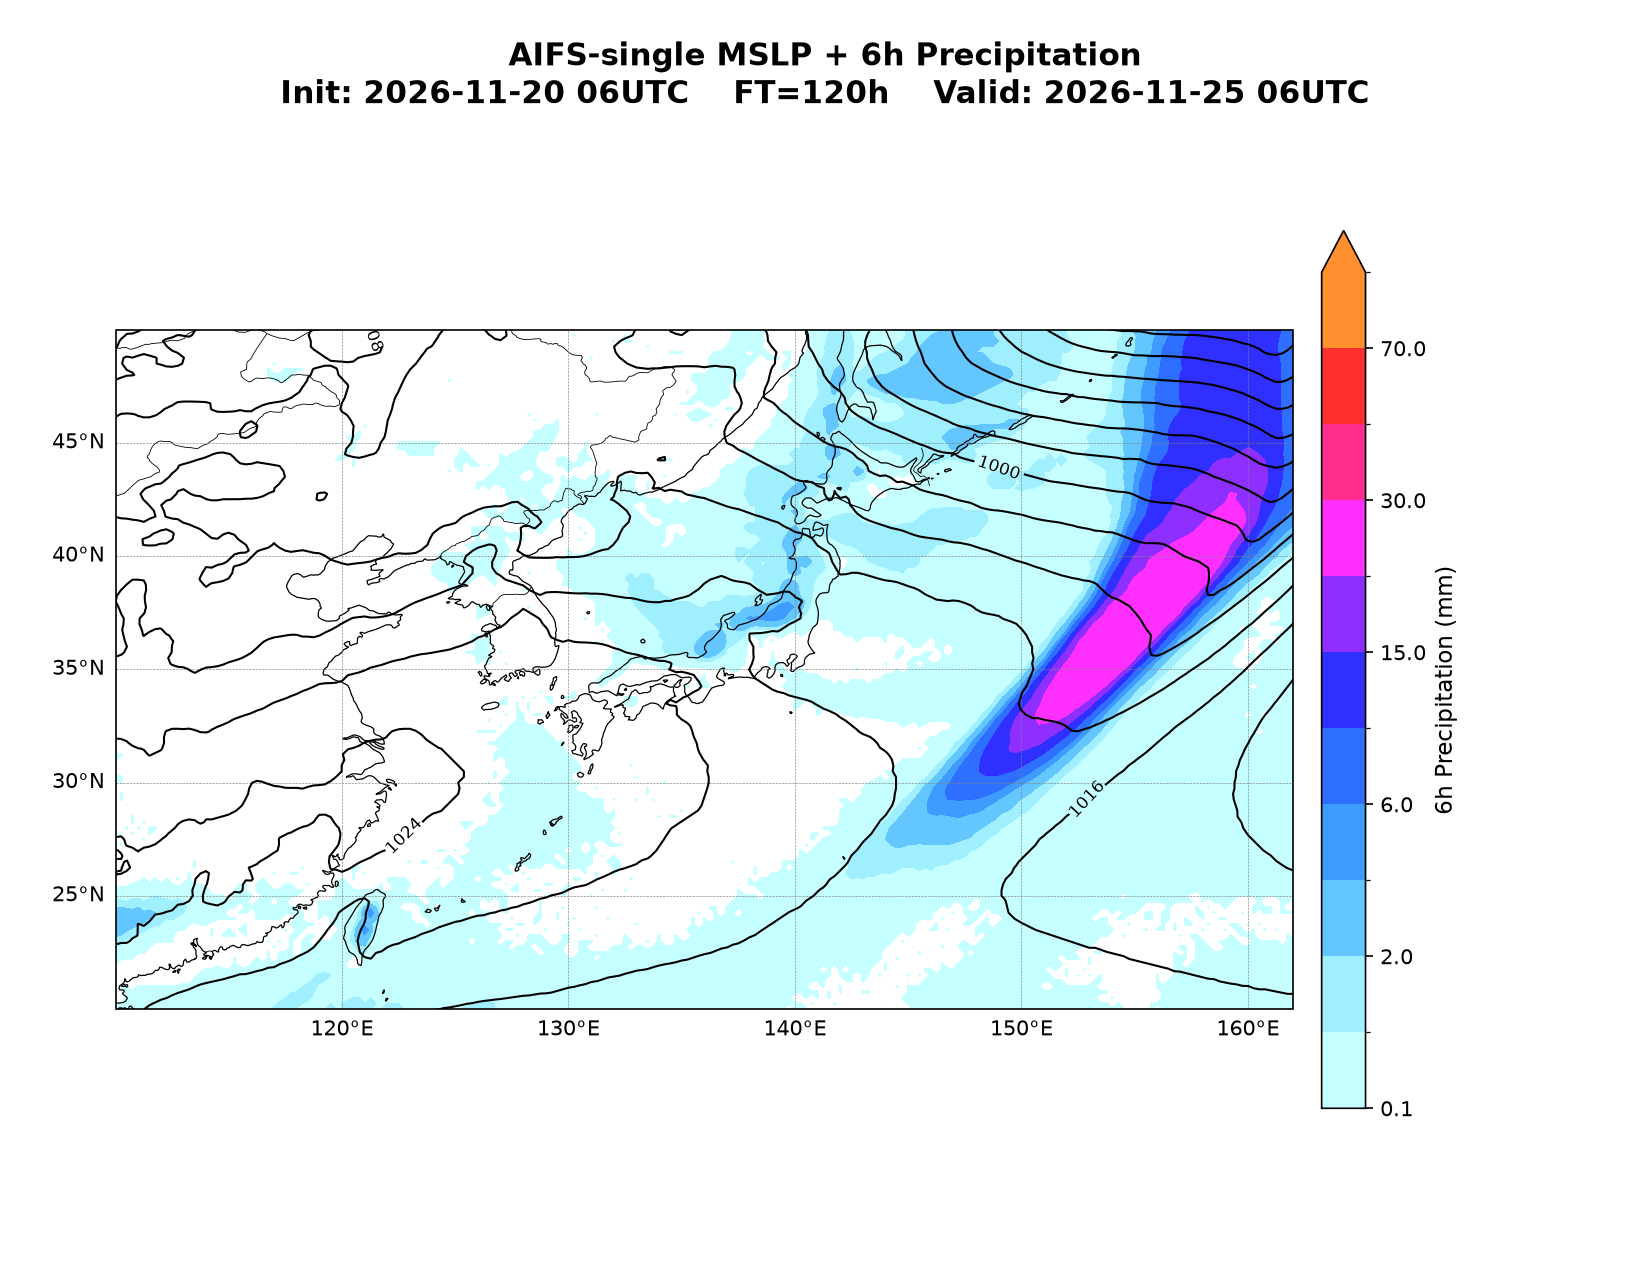 AIFS-single MSLP + 6h Precipitation
Init: 2026-11-20 06UTC    FT=120h    Valid: 2026-11-25 06UTC
45°N
40°N
35°N
30°N
25°N
120°E
130°E
140°E
150°E
160°E
1000
1016
1024
70.0
30.0
15.0
6.0
2.0
0.1
6h Precipitation (mm)